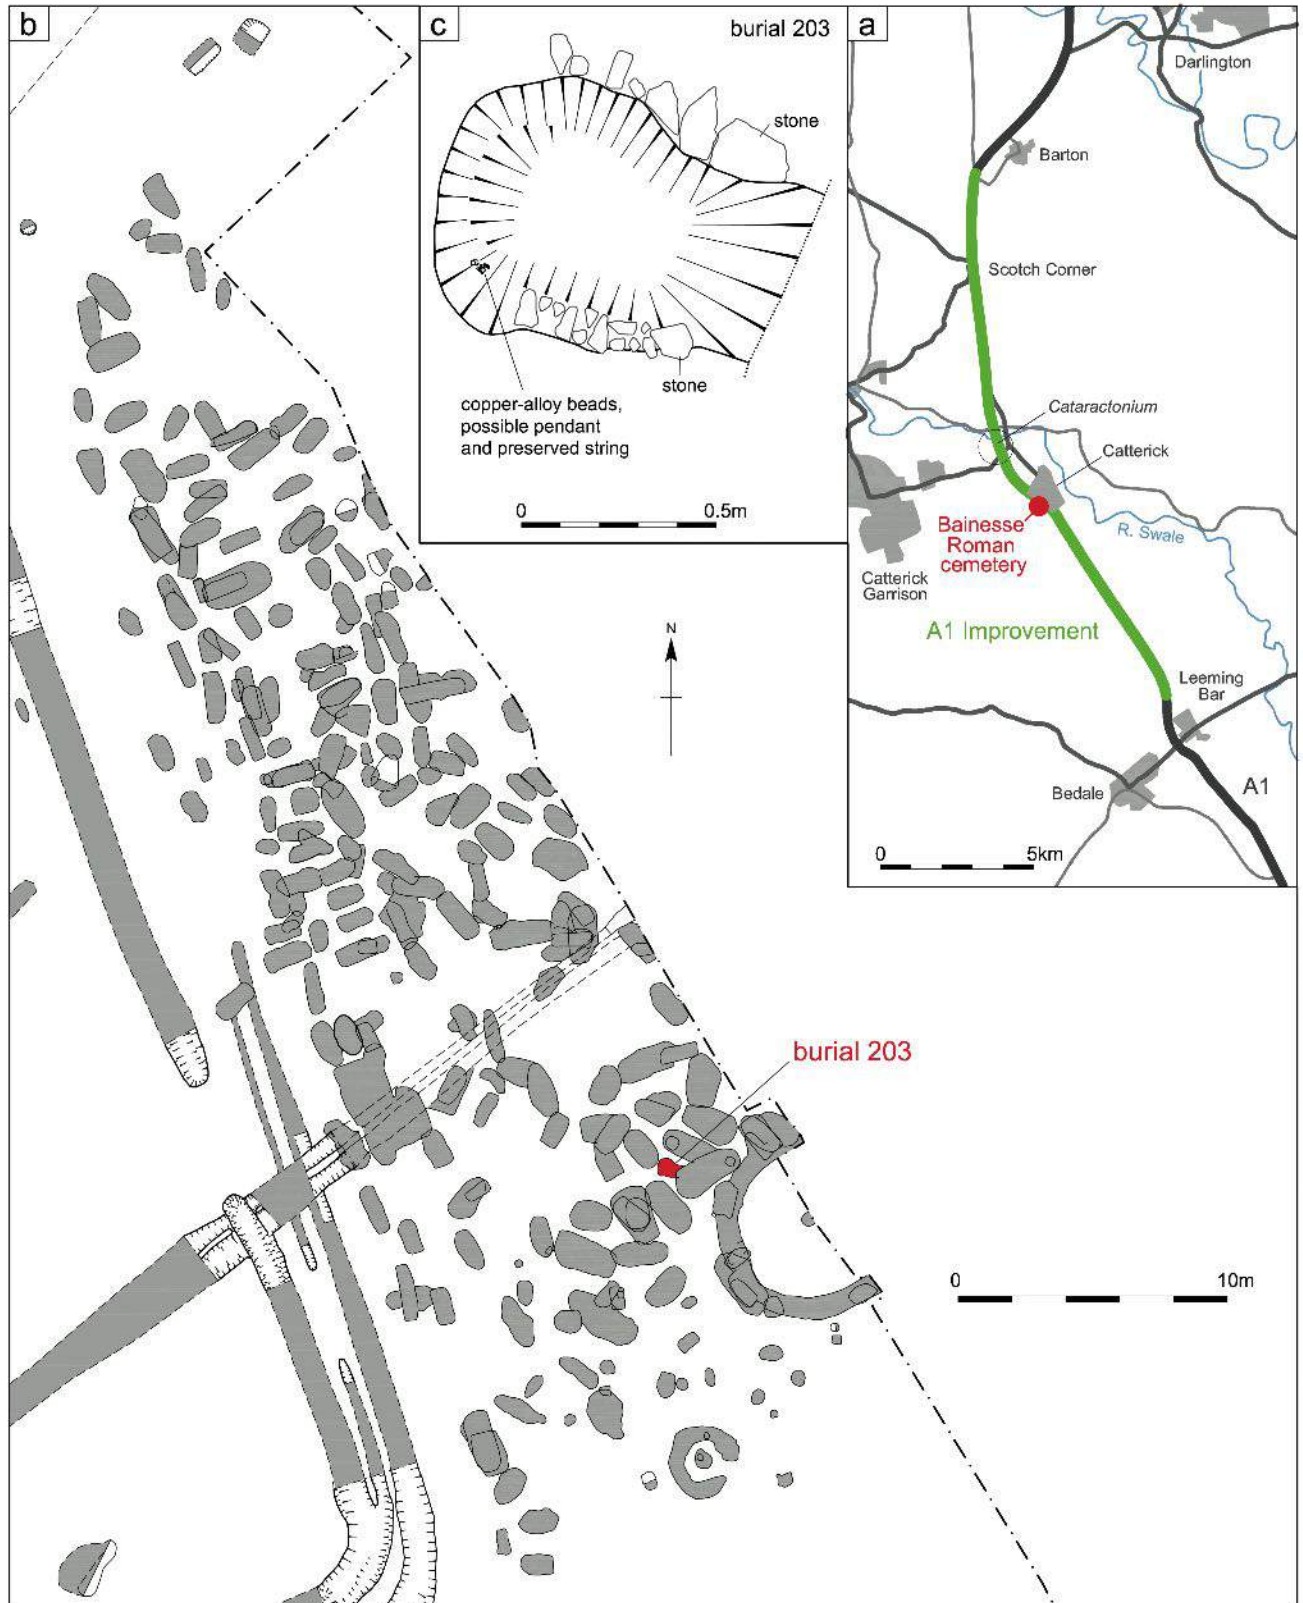 b
c
burial 203
stone
stone
copper-alloy beads,
possible pendant
and preserved string
0 0.5m
a
Darlington
Barton
Scotch Corner
Cataractonium
Catterick
Bainesse
Roman
cemetery
R. Swale
Catterick
Garrison
A1 Improvement
Leeming
Bar
Bedale
A1
0 5km
N
burial 203
0 10m